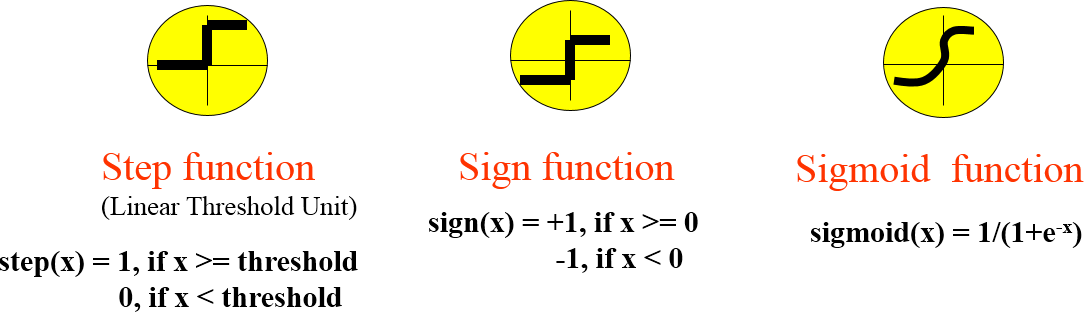 Step function
(Linear Threshold Unit)
step(x) = 1, if x >= threshold
0, if x < threshold
Sign function
sign(x) = +1, if x >= 0
-1, if x < 0
Sigmoid function
sigmoid(x) = 1/(1+e-x)